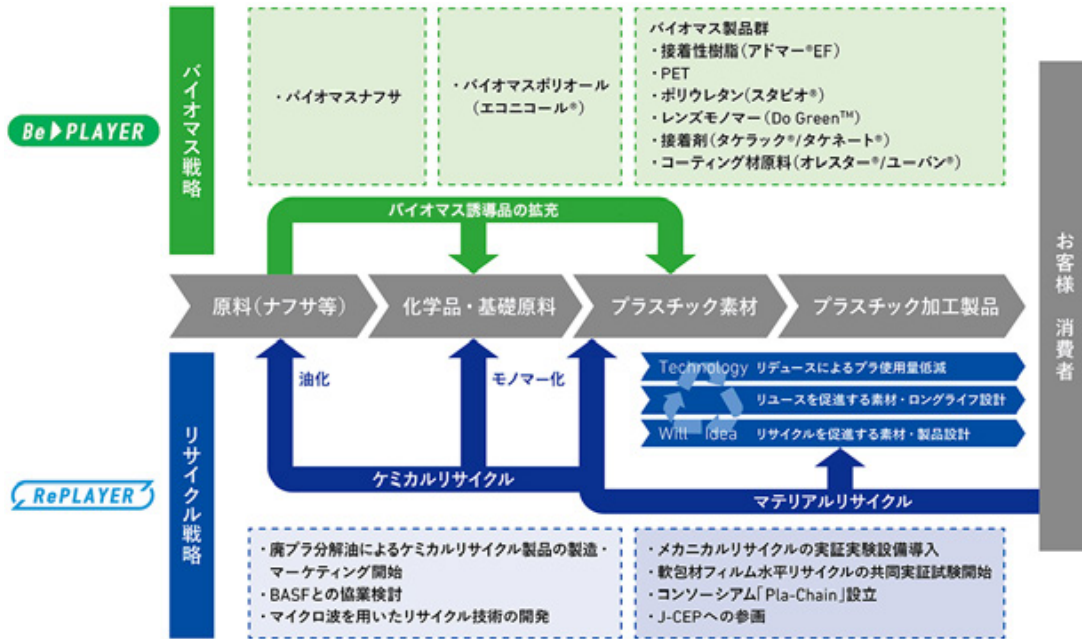 Be PLAYER
バイオマス戦略
・バイオマスナフサ
・バイオマスポリオール
(エコニコール®)
バイオマス製品群
・接着性樹脂(アドマー®EF)
・PET
・ポリウレタン(スタビオ®)
・レンズモノマー(Do Green™)
・接着剤(タケラック®/タケネート®)
・コーティング材原料(オレスター®/ユーバン®)
バイオマス誘導品の拡充
原料(ナフサ等)
化学品・基礎原料
プラスチック素材
プラスチック加工製品
お客様 消費者
RePLAYER
リサイクル戦略
油化
モノマー化
Technology リデュースによるプラ使用量低減
リユースを促進する素材・ロングライフ設計
Will Idea リサイクルを促進する素材・製品設計
ケミカルリサイクル
マテリアルリサイクル
・廃プラ分解油によるケミカルリサイクル製品の製造・
マーケティング開始
・BASFとの協業検討
・マイクロ波を用いたリサイクル技術の開発
・メカニカルリサイクルの実証実験設備導入
・軟包材フィルム水平リサイクルの共同実証試験開始
・コンソーシアム「Pla-Chain」設立
・J-CEPへの参画